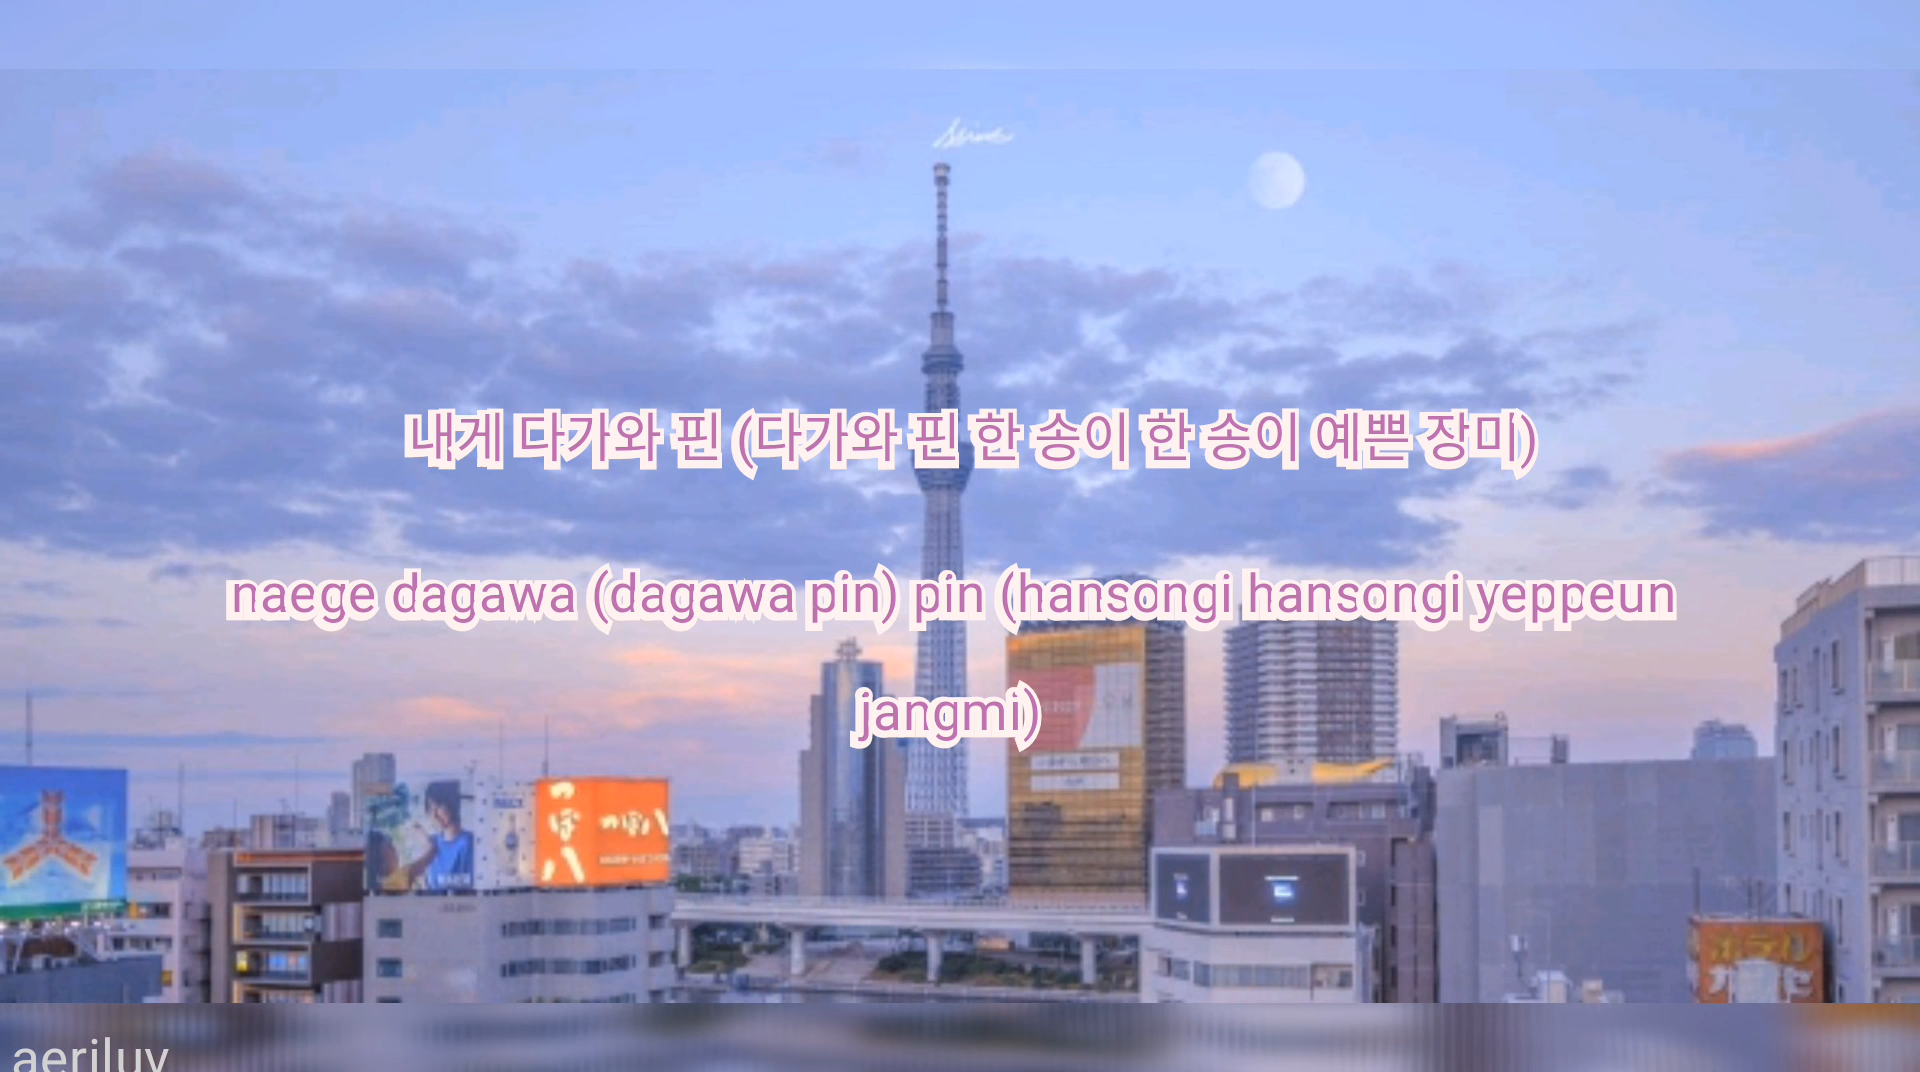 내게 다가와 핀 (다가와 핀 한 송이 한 송이 예쁜 장미)
naege dagawa (dagawa pin) pin (hansongi hansongi yeppeun
jangmi)
aeriluv